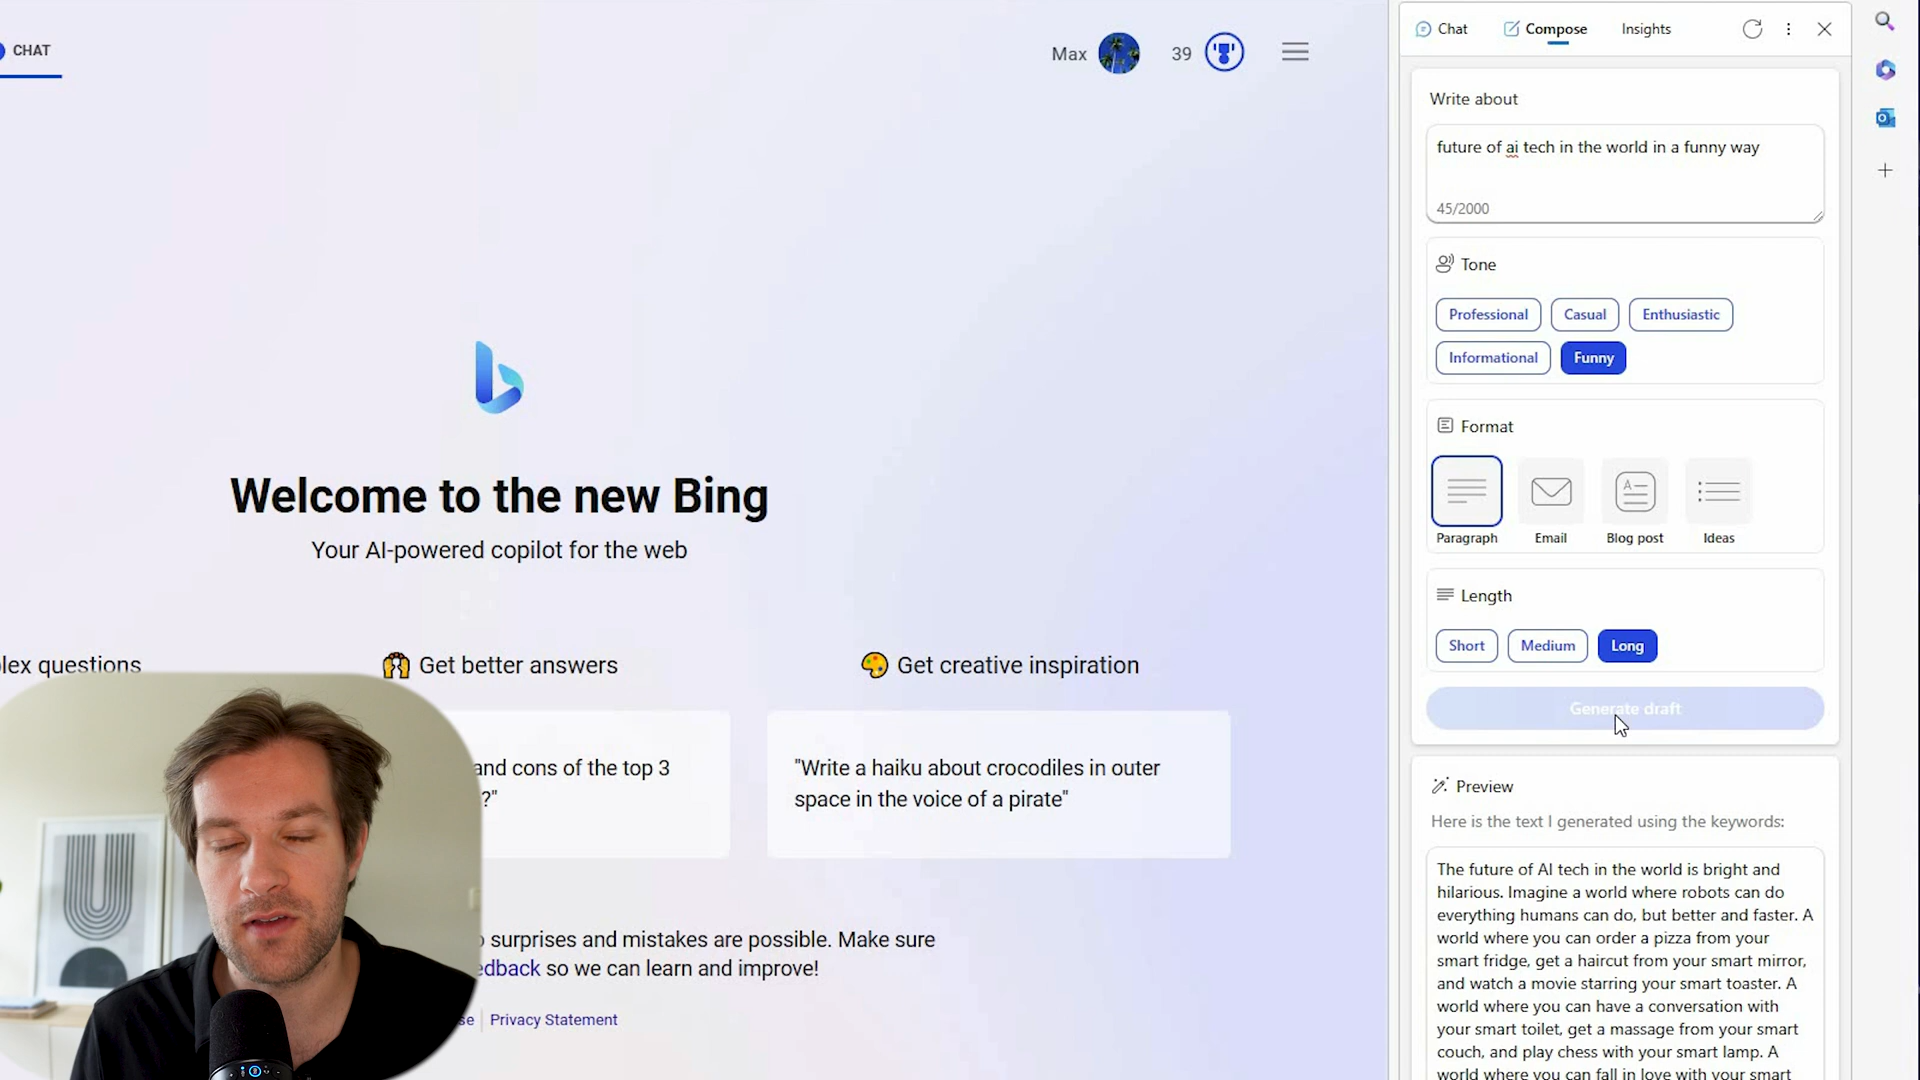 CHAT
Max
39
Welcome to the new Bing
Your AI-powered copilot for the web
questions
Get better answers
Get creative inspiration
and cons of the top 3
?"
"Write a haiku about crocodiles in outer
space in the voice of a pirate"
surprises and mistakes are possible. Make sure
so we can learn and improve!
Privacy Statement
Chat
Compose
Insights
Write about
future of ai tech in the world in a funny way
45/2000
Tone
Professional
Casual
Enthusiastic
Informational
Funny
Format
Paragraph
Email
Blog post
Ideas
Length
Short
Medium
Long
Generate draft
Preview
Here is the text I generated using the keywords:
The future of AI tech in the world is bright and
hilarious. Imagine a world where robots can do
everything humans can do, but better and faster. A
world where you can order a pizza from your
smart fridge, get a haircut from your smart mirror,
and watch a movie starring your smart toaster. A
world where you can have a conversation with
your smart toilet, get a massage from your smart
couch, and play chess with your smart lamp. A
world where you can fall in love with your smart